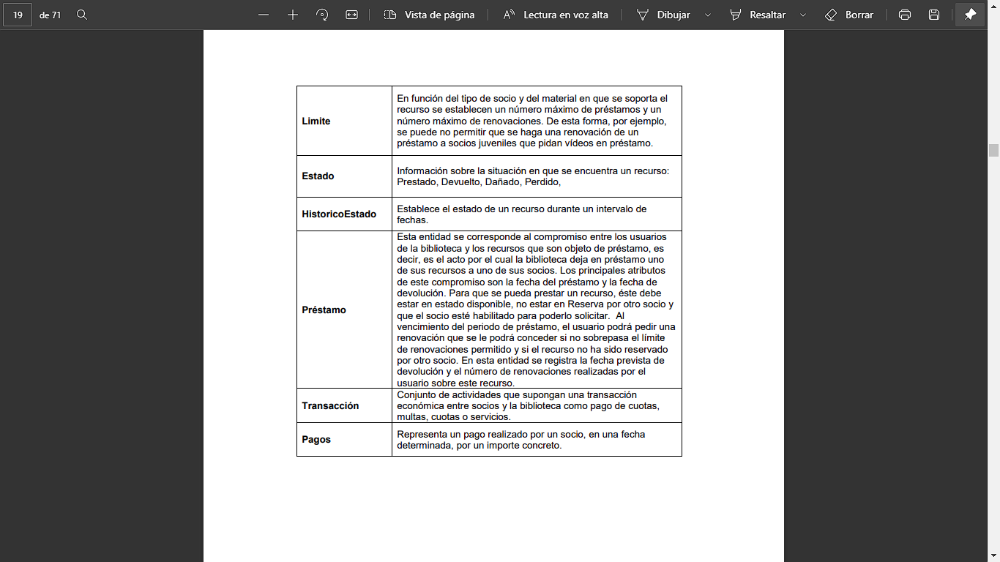 19 de 71 Vista de página Lectura en voz alta Dibujar Resaltar Borrar
En función del tipo de socio y del material en que se soporta el
recurso se establecen un número máximo de préstamos y un
Limite número máximo de renovaciones. De esta forma, por ejemplo,
se puede no permitir que se haga una renovación de un
préstamo a socios juveniles que pidan vídeos en préstamo.
Estado
Información sobre la situación en que se encuentra un recurso:
Prestado, Devuelto, Dañado, Perdido,
HistoricoEstado
Establece el estado de un recurso durante un intervalo de
fechas.
Préstamo
Esta entidad se corresponde al compromiso entre los usuarios
de la biblioteca y los recursos que son objeto de préstamo, es
decir, es el acto por el cual la biblioteca deja en préstamo uno
de sus recursos a uno de sus socios. Los principales atributos
de este compromiso son la fecha del préstamo y la fecha de
devolución. Para que se pueda prestar un recurso, éste debe
estar en estado disponible, no estar en Reserva por otro socio y
que el socio esté habilitado para poderlo solicitar. Al
vencimiento del periodo de préstamo, el usuario podrá pedir una
renovación que se le podrá conceder si no sobrepasa el límite
de renovaciones permitido y si el recurso no ha sido reservado
por otro socio. En esta entidad se registra la fecha prevista de
devolución y el número de renovaciones realizadas por el
usuario sobre este recurso.
Transacción
Conjunto de actividades que supongan una transacción
económica entre socios y la biblioteca como pago de cuotas,
multas, cuotas o servicios.
Pagos
Representa un pago realizado por un socio, en una fecha
determinada, por un importe concreto.